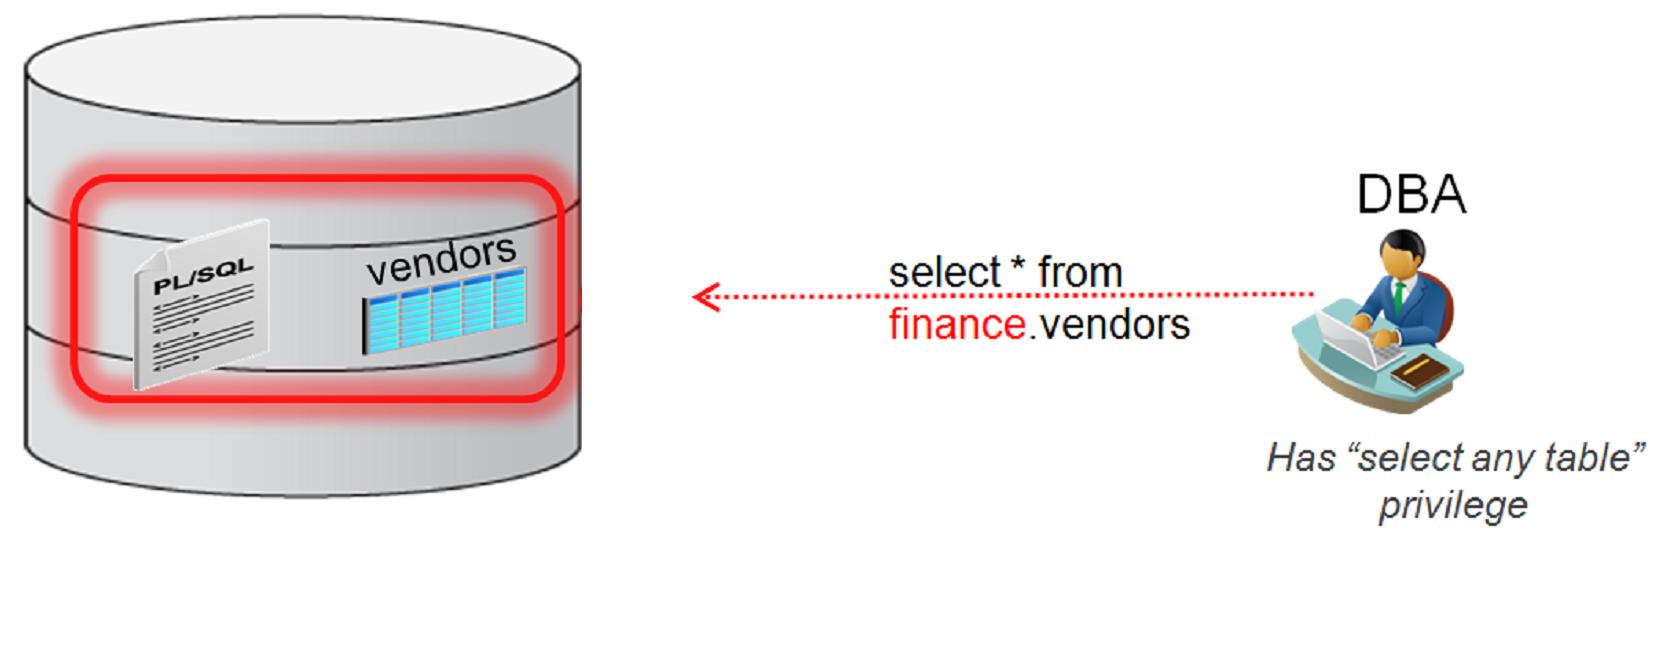 PL/SQL
vendors
select * from
finance.vendors
DBA
Has “select any table”
privilege